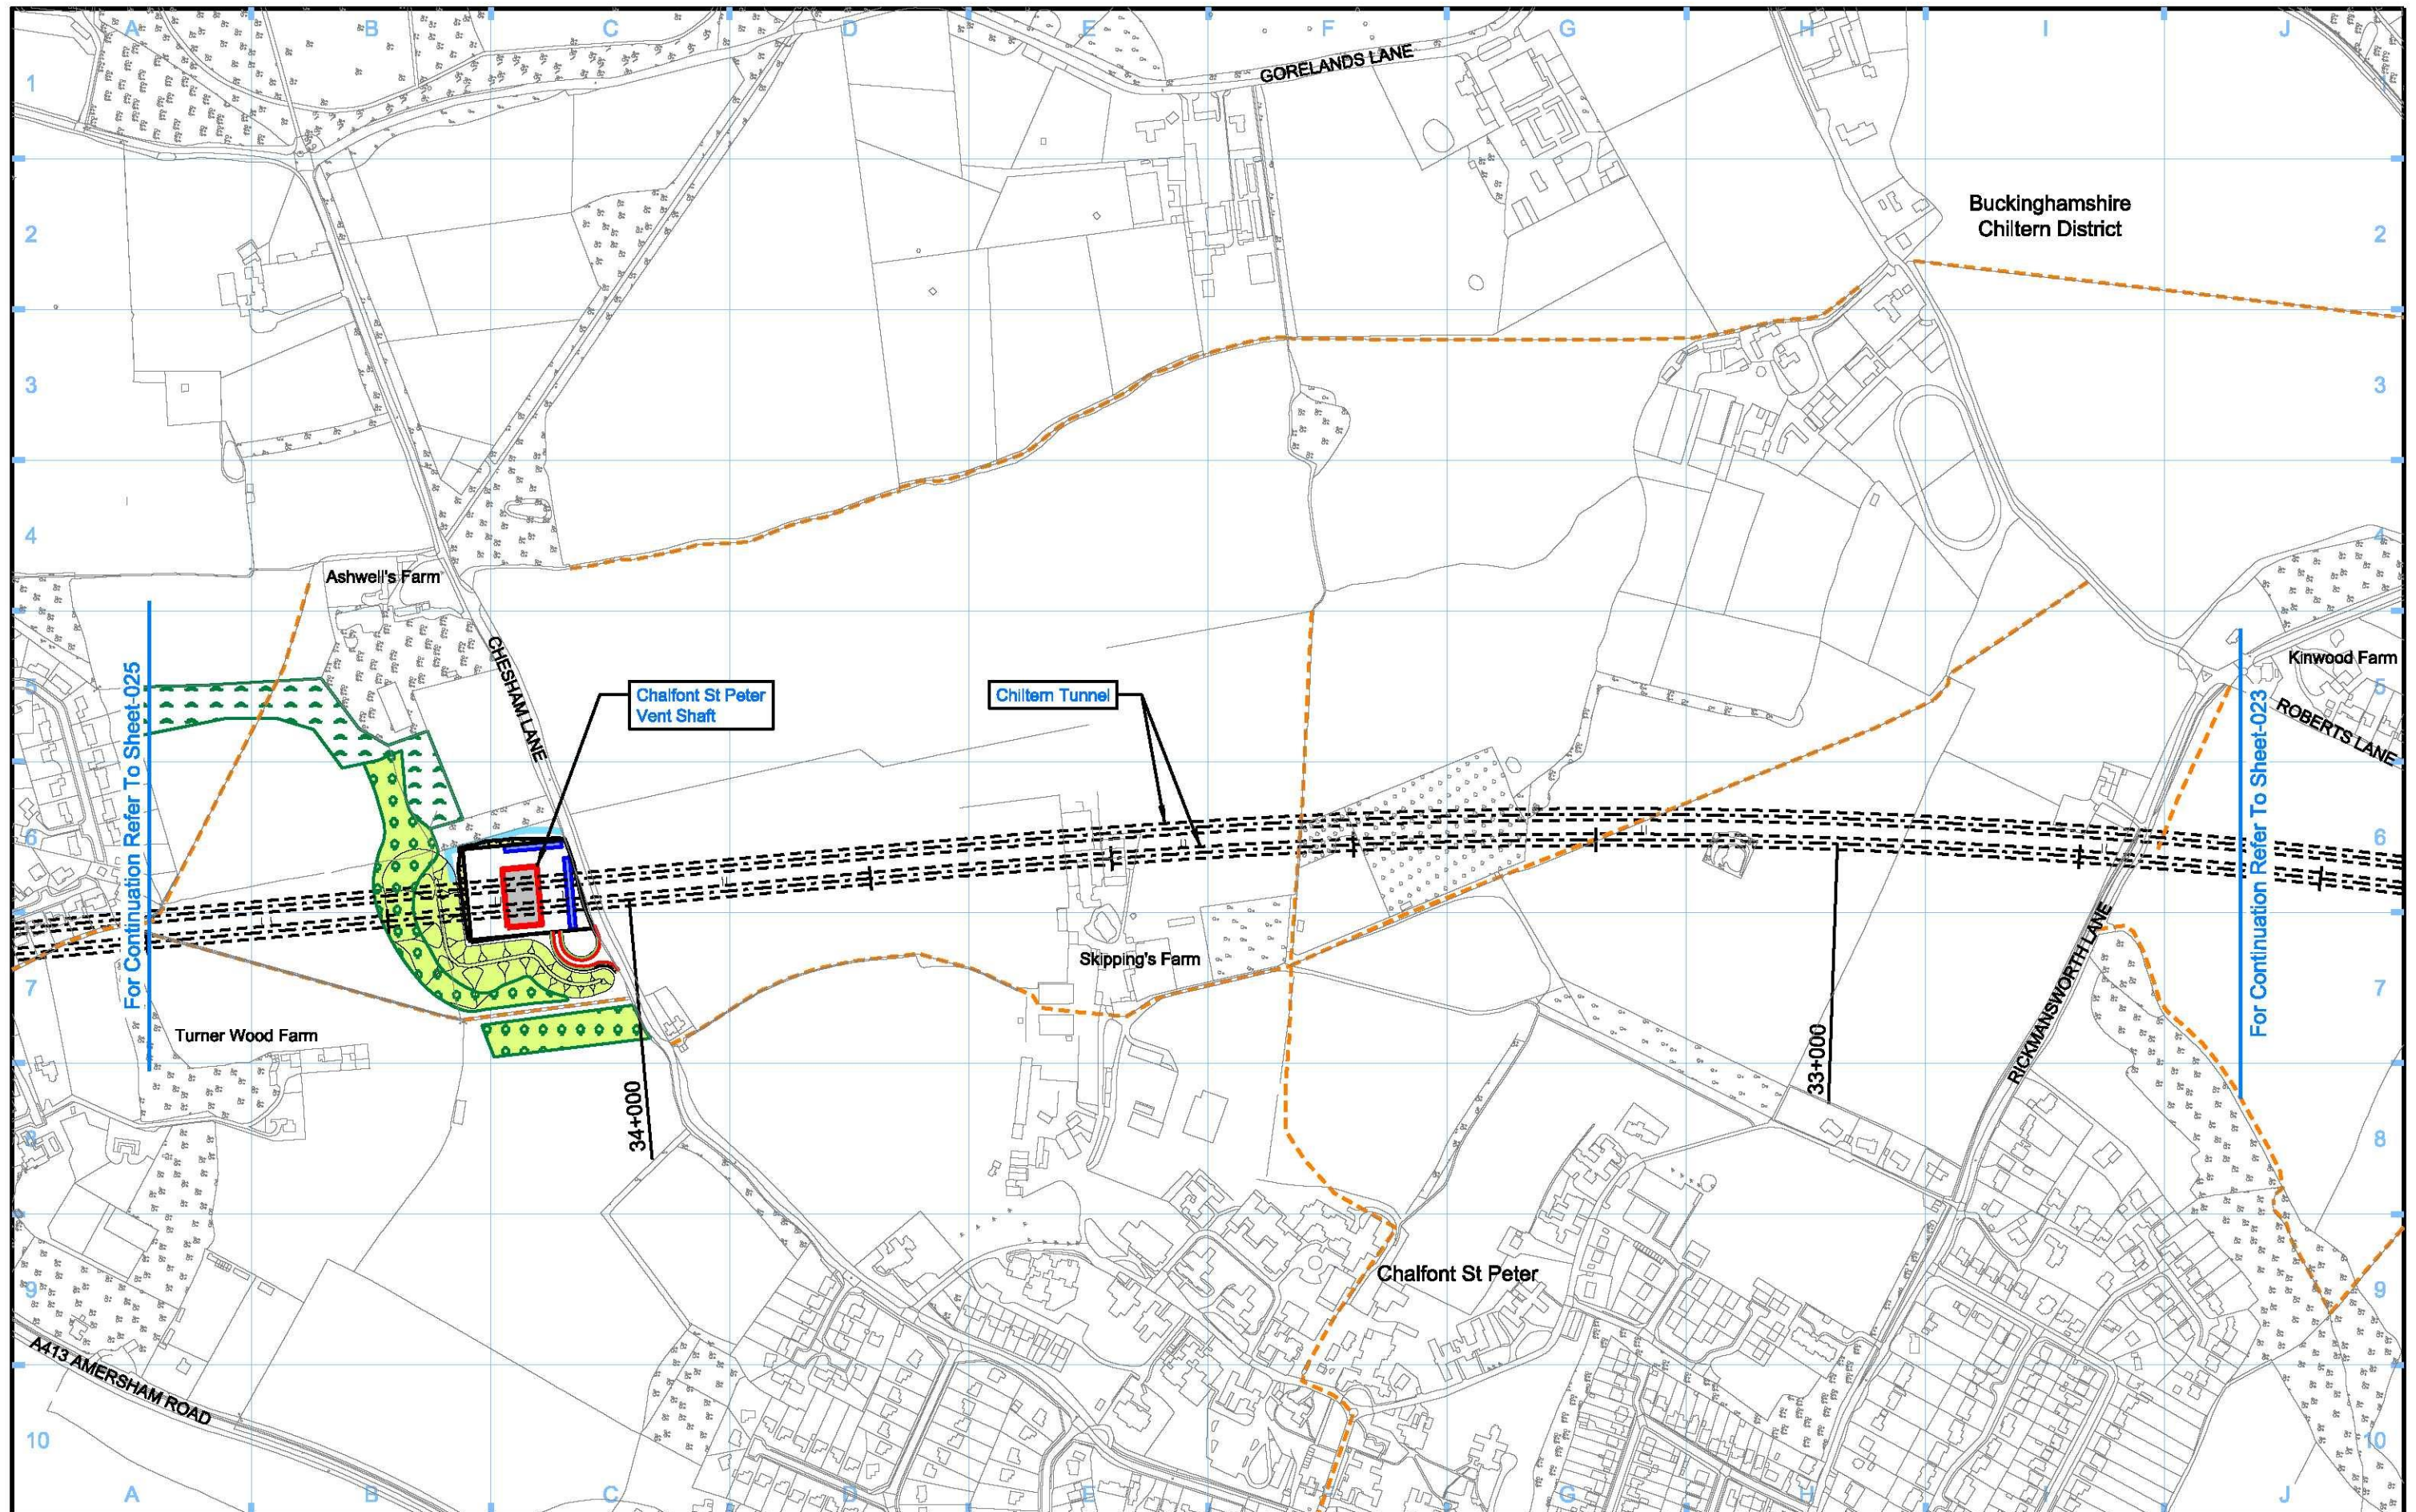 A B C D E F G H I J
1 1
GORELANDS LANE
2 2
Buckinghamshire
Chiltern District
3 3
4 4
Ashwell's Farm
CHESHAM LANE
5 5
For Continuation Refer To Sheet-025
Chalfont St Peter
Vent Shaft
Chiltern Tunnel
Kinwood Farm
ROBERTS LANE
For Continuation Refer To Sheet-023
6 6
7 7
Skipping's Farm
RICKMANSWORTH LANE
Turner Wood Farm
34+000
33+000
8 8
Chalfont St Peter
9 9
A413 AMERSHAM ROAD
10 10
A B C D E F G H I J